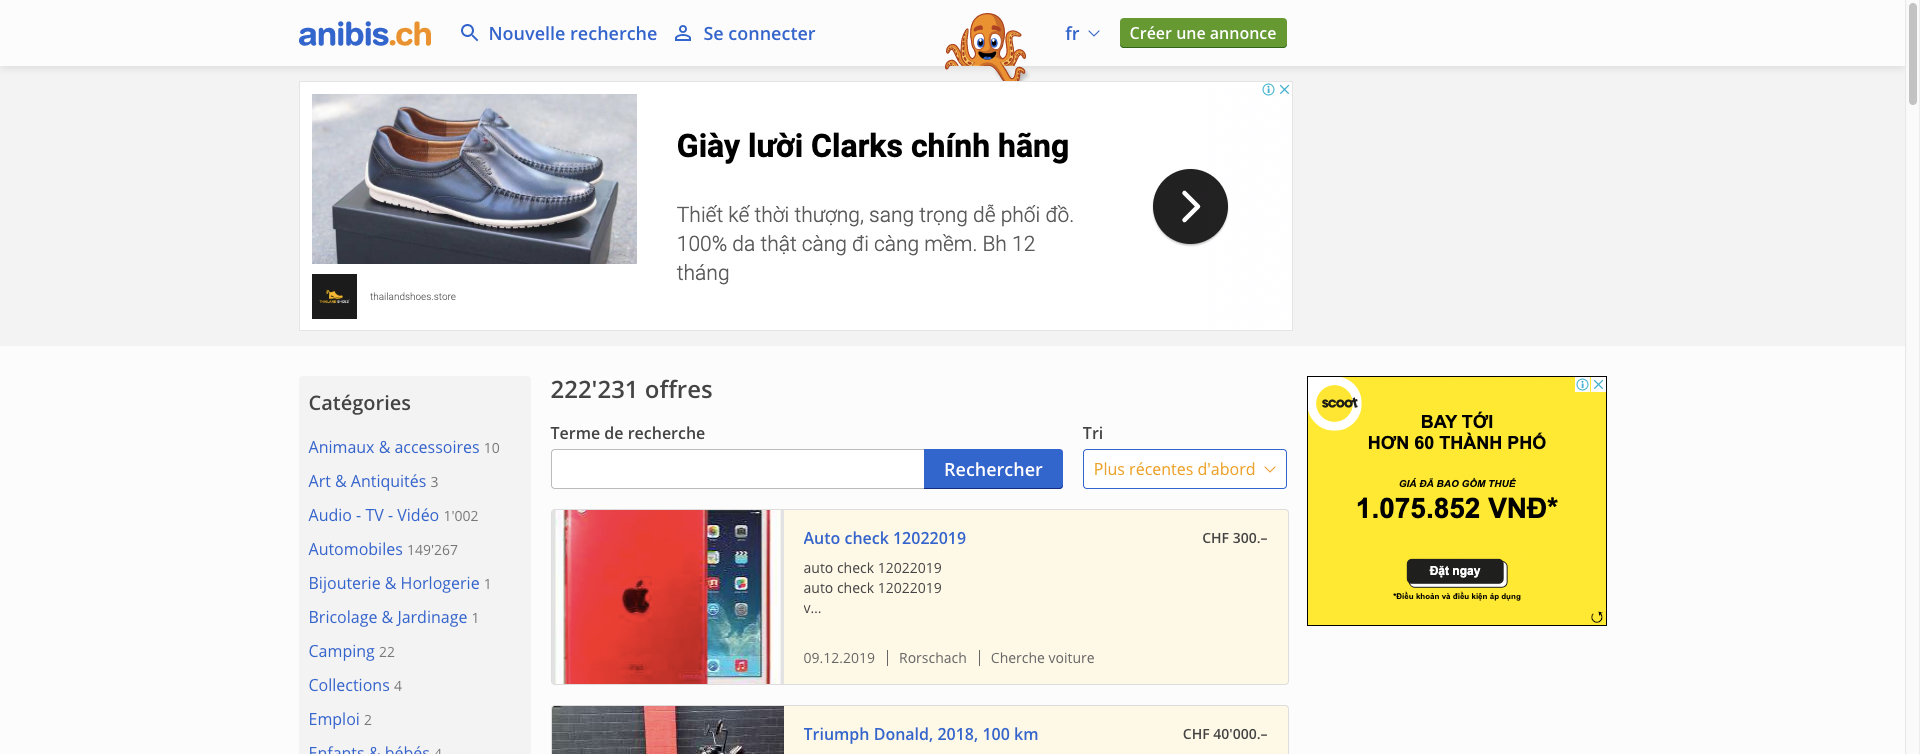 anibis.ch
Nouvelle recherche
Se connecter
fr
Créer une annonce
Giày lười Clarks chính hãng
Thiết kế thời thượng, sang trọng dễ phối đồ.
100% da thật càng đi càng mềm. Bh 12
tháng
thailandshoes.store
Catégories
Animaux & accessoires 10
Art & Antiquités 3
Audio - TV - Vidéo 1'002
Automobiles 149'267
Bijouterie & Horlogerie 1
Bricolage & Jardinage 1
Camping 22
Collections 4
Emploi 2
Enfants & bébés 4
222'231 offres
Terme de recherche
Rechercher
Tri
Plus récentes d'abord
Auto check 12022019
CHF 300.–
auto check 12022019
auto check 12022019
v...
09.12.2019 | Rorschach | Cherche voiture
Triumph Donald, 2018, 100 km
CHF 40'000.–
scoot
BAY TỚI
HƠN 60 THÀNH PHỐ
GIÁ ĐÃ BAO GỒM THUẾ
1.075.852 VNĐ*
Đặt ngay
*Điều khoản và điều kiện áp dụng